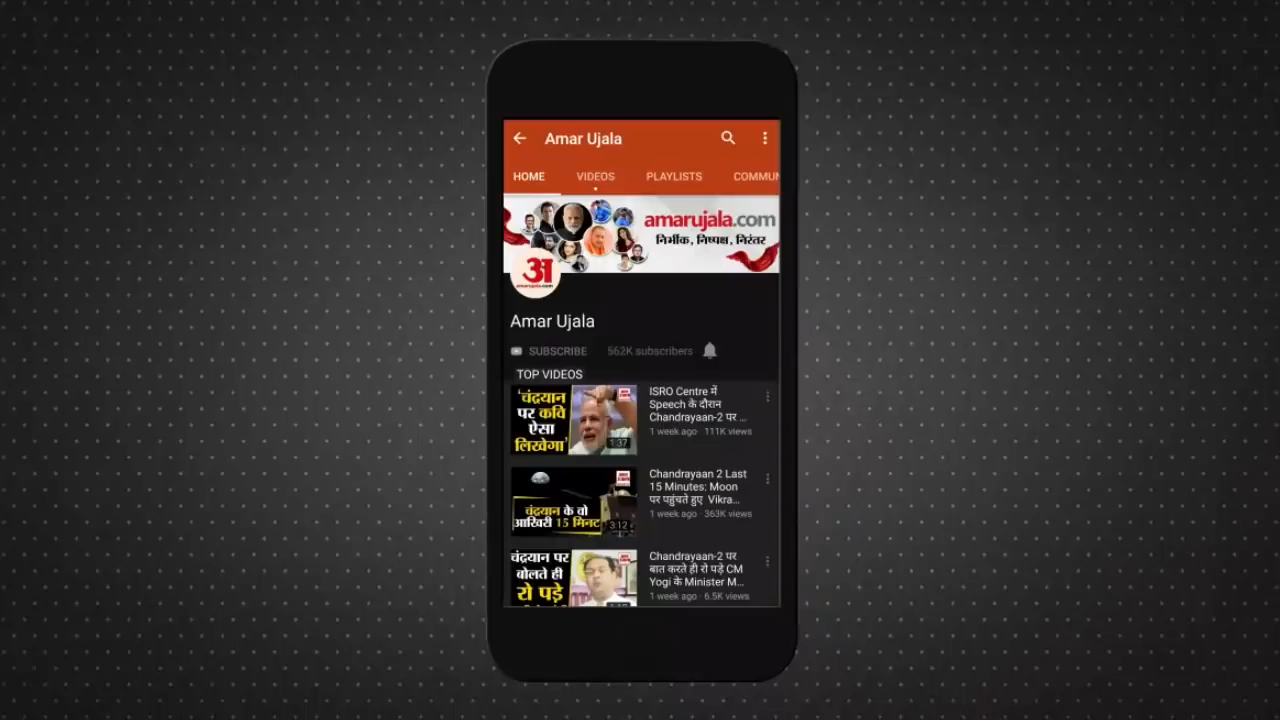 Amar Ujala
HOME VIDEOS PLAYLISTS COMMUN
amarujala.com
निर्भीक, निष्पक्ष, निरंतर
अ
amarujala.com
Amar Ujala
SUBSCRIBE 562K subscribers
TOP VIDEOS
'चंद्रयान
पर कवि
ऐसा
लिखेगा'
1:37
ISRO Centre में
Speech के दौरान
Chandrayaan-2 पर ...
1 week ago · 111K views
चंद्रयान के वो
आखिरी 15 मिनट
3:12
Chandrayaan 2 Last
15 Minutes: Moon
पर पहुंचते हुए Vikra...
1 week ago · 363K views
चंद्रयान पर
बोलते ही
रो पड़े
Chandrayaan-2 पर
बात करते ही रो पड़े CM
Yogi के Minister M...
1 week ago · 6.5K views